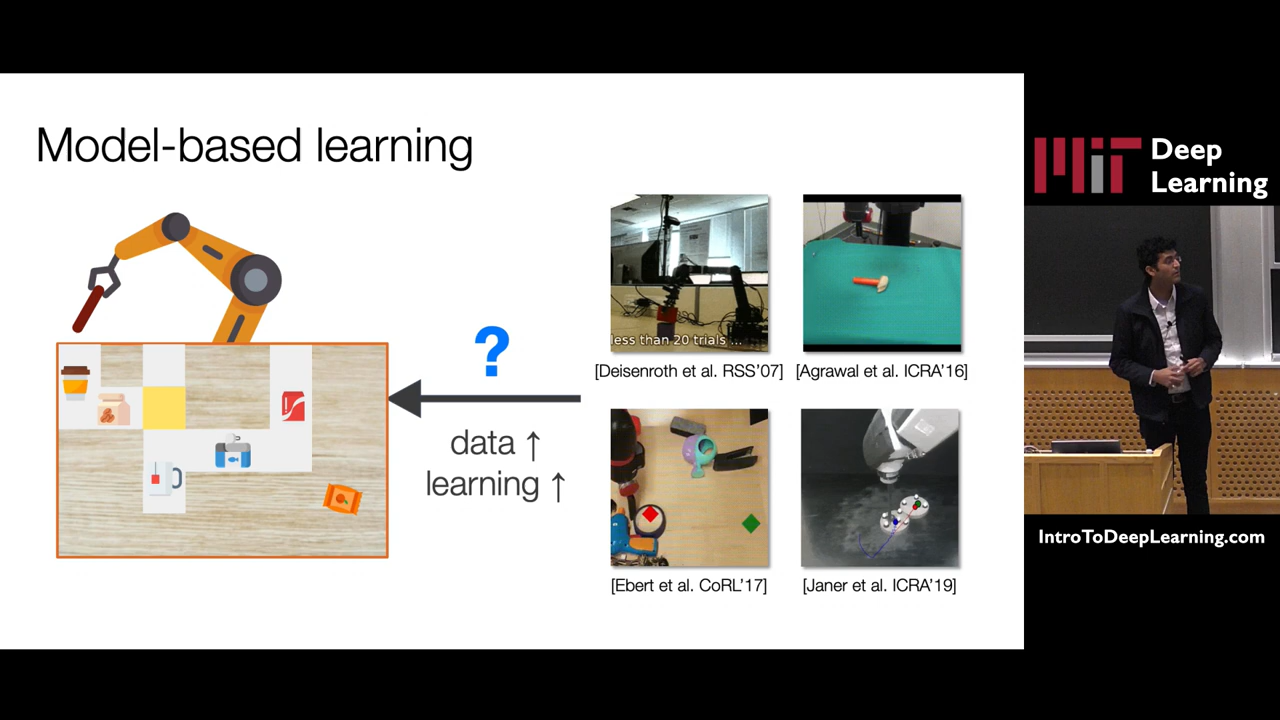 Model-based learning
?
data ↑
learning ↑
less than 20 trials ...
[Deisenroth et al. RSS'07]
[Agrawal et al. ICRA'16]
[Ebert et al. CoRL'17]
[Janer et al. ICRA'19]
MIT Deep
Learning
IntroToDeepLearning.com